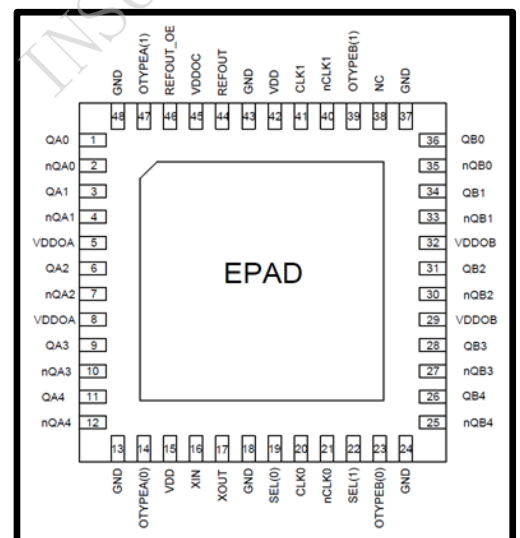 GND OTYPEA(1) REFOUT_OE VDDOC REFOUT GND VDD CLK1 nCLK1 OTYPEB(1) NC GND
48 47 46 45 44 43 42 41 40 39 38 37
QA0 1 36 QB0
nQA0 2 35 nQB0
QA1 3 34 QB1
nQA1 4 33 nQB1
VDDOA 5 32 VDDOB
QA2 6 31 QB2
nQA2 7 30 nQB2
VDDOA 8 29 VDDOB
QA3 9 28 QB3
nQA3 10 27 nQB3
QA4 11 26 QB4
nQA4 12 25 nQB4
EPAD
13 14 15 16 17 18 19 20 21 22 23 24
GND OTYPEA(0) VDD XIN XOUT GND SEL(0) CLK0 nCLK0 SEL(1) OTYPEB(0) GND